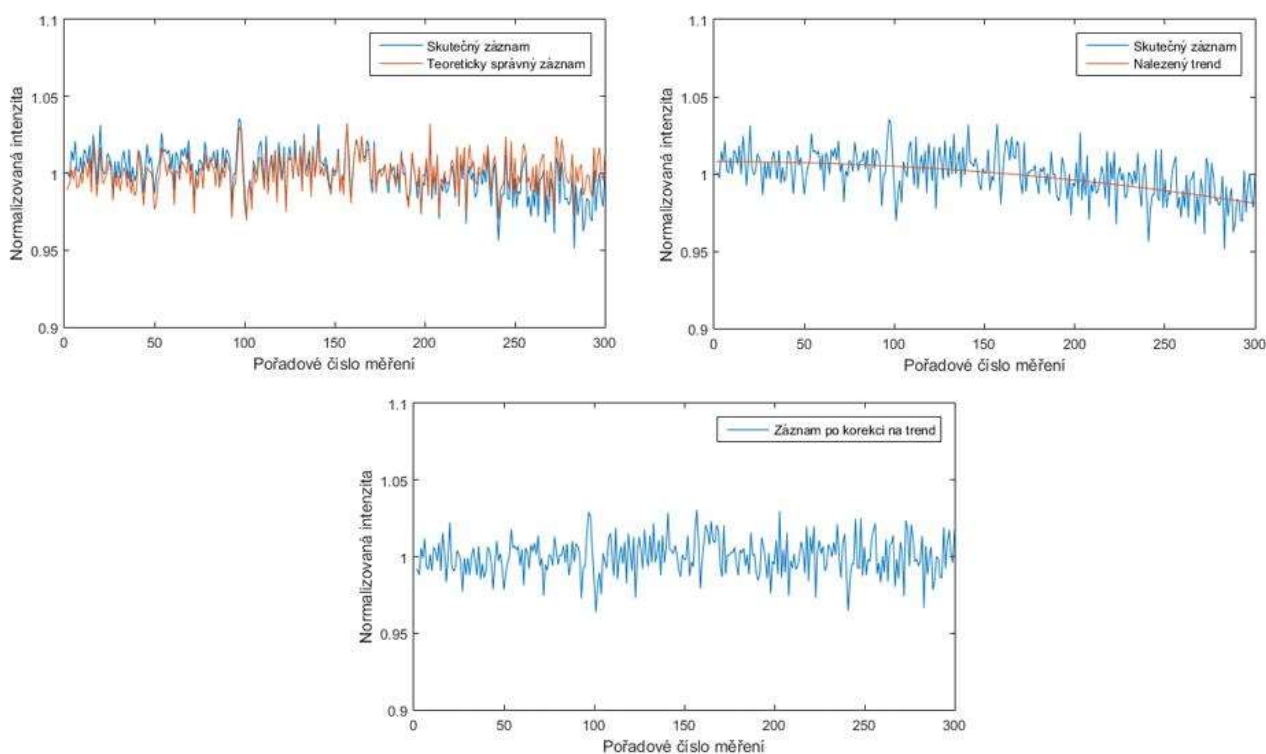 1.1
1.05
1
0.95
0.9
Normalizovaná intenzita
Skutečný záznam
Teoreticky správný záznam
0 50 100 150 200 250 300
Pořadové číslo měření
1.1
1.05
1
0.95
0.9
Normalizovaná intenzita
Skutečný záznam
Nalezený trend
0 50 100 150 200 250 300
Pořadové číslo měření
1.1
1.05
1
0.95
0.9
Normalizovaná intenzita
Záznam po korekci na trend
0 50 100 150 200 250 300
Pořadové číslo měření